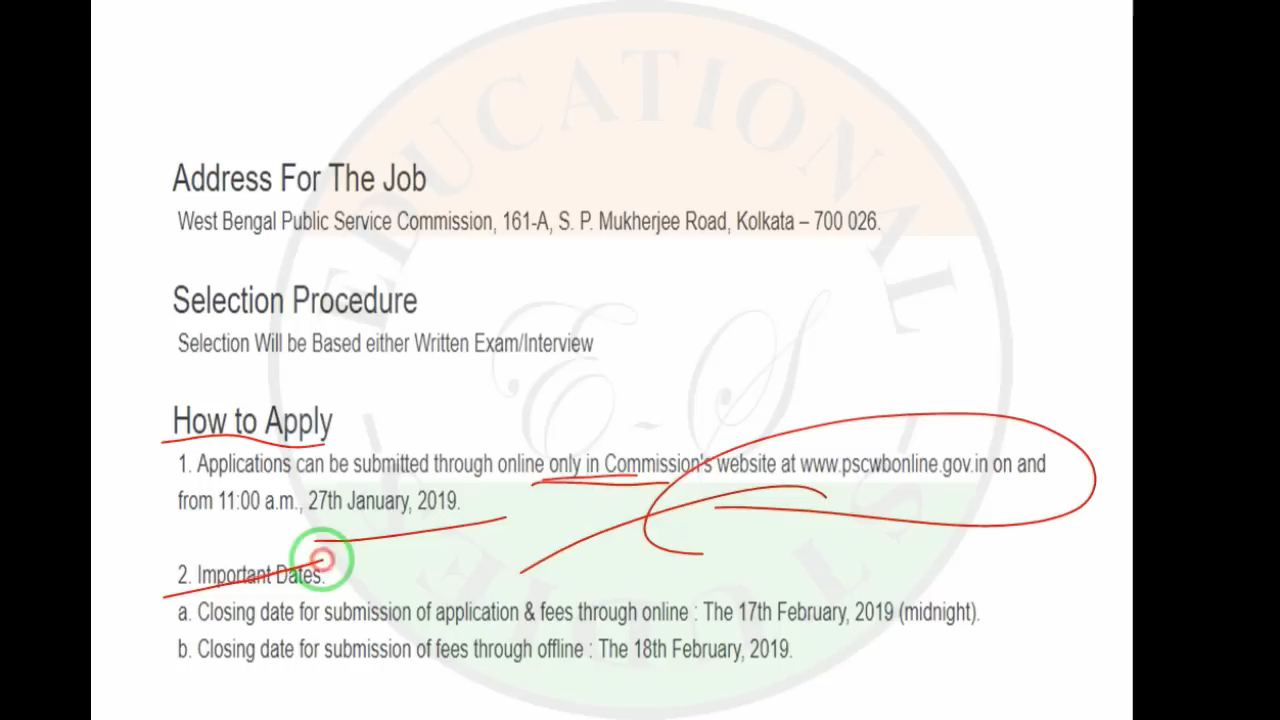 EDUCATIONAL
Address For The Job
West Bengal Public Service Commission, 161-A, S. P. Mukherjee Road, Kolkata – 700 026.
Selection Procedure
Selection Will be Based either Written Exam/Interview
E-S
How to Apply
1. Applications can be submitted through online only in Commission's website at www.pscwbonline.gov.in on and
from 11:00 a.m., 27th January, 2019.
2. Important Dates:
a. Closing date for submission of application & fees through online : The 17th February, 2019 (midnight).
b. Closing date for submission of fees through offline : The 18th February, 2019.